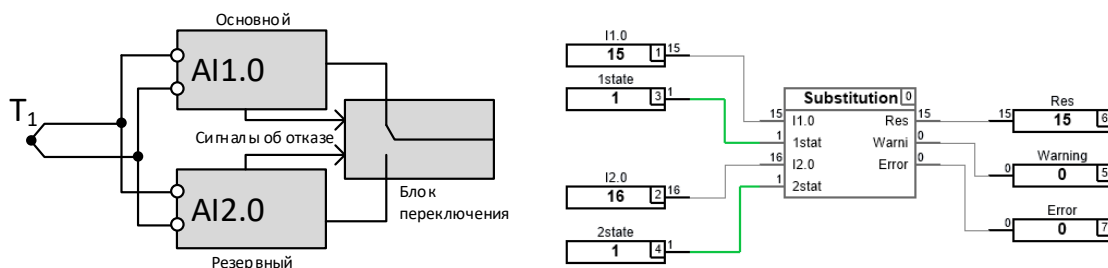 Основной
AI1.0
T1
Сигналы об отказе
AI2.0
Резервный
Блок
переключения
I1.0
15 1 15
1state
1 3 1
I2.0
16 2 16
2state
1 4 1
Substitution 0
15 I1.0 Res 15
1 1stat Warni 0
16 I2.0 Error 0
1 2stat
Res
15 15 6
Warning
0 0 5
Error
0 0 7